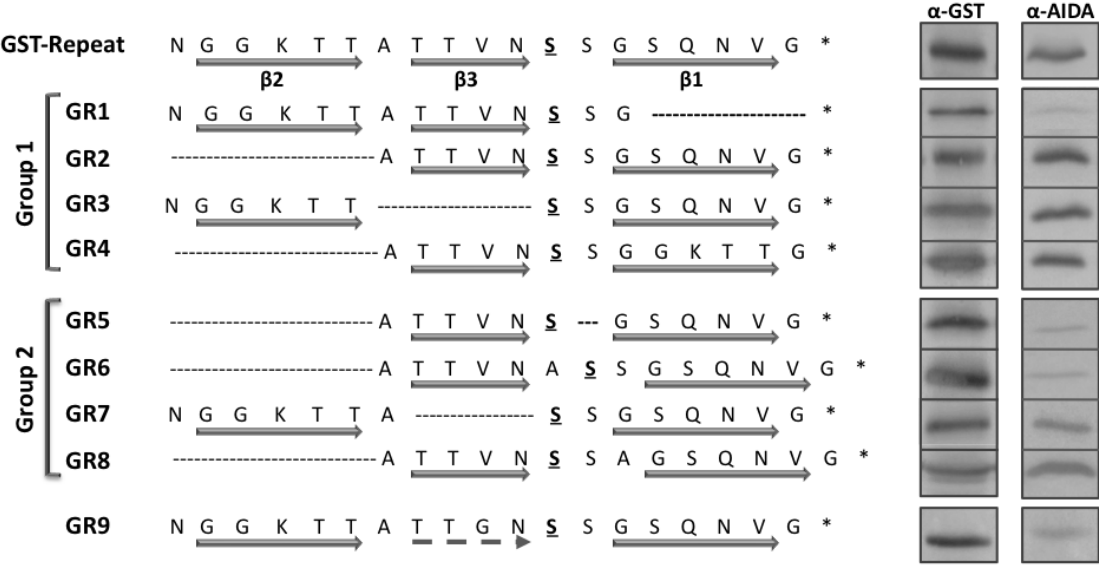 α-GST α-AIDA
GST-Repeat N G G K T T A T T V N S S G S Q N V G *
β2 β3 β1
Group 1
GR1 N G G K T T A T T V N S S G -------------------- *
GR2 --------------------------A T T V N S S G S Q N V G *
GR3 N G G K T T -------------------- S S G S Q N V G *
GR4 --------------------------A T T V N S S G G K T T G *
Group 2
GR5 --------------------------A T T V N S --- G S Q N V G *
GR6 --------------------------A T T V N A S S G S Q N V G *
GR7 N G G K T T A ---------------- S S G S Q N V G *
GR8 --------------------------A T T V N S S A G S Q N V G *
GR9 N G G K T T A T T G N S S G S Q N V G *